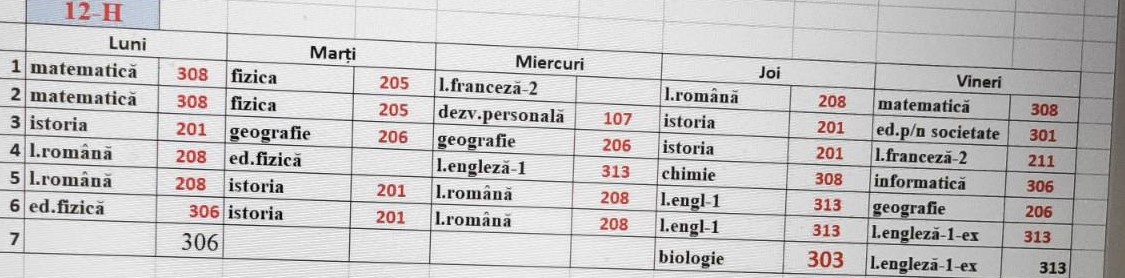 12-H
Luni Marți Miercuri Joi Vineri
1 matematică 308 fizica 205 l.franceză-2 l.română 208 matematică 308
2 matematică 308 fizica 205 dezv.personală 107 istoria 201 ed.p/n societate 301
3 istoria 201 geografie 206 geografie 206 istoria 201 l.franceză-2 211
4 l.română 208 ed.fizică l.engleză-1 313 chimie 308 informatică 306
5 l.română 208 istoria 201 l.română 208 l.engl-1 313 geografie 206
6 ed.fizică 306 istoria 201 l.română 208 l.engl-1 313 l.engleză-1-ex 313
7 306 biologie 303 l.engleză-1-ex 313